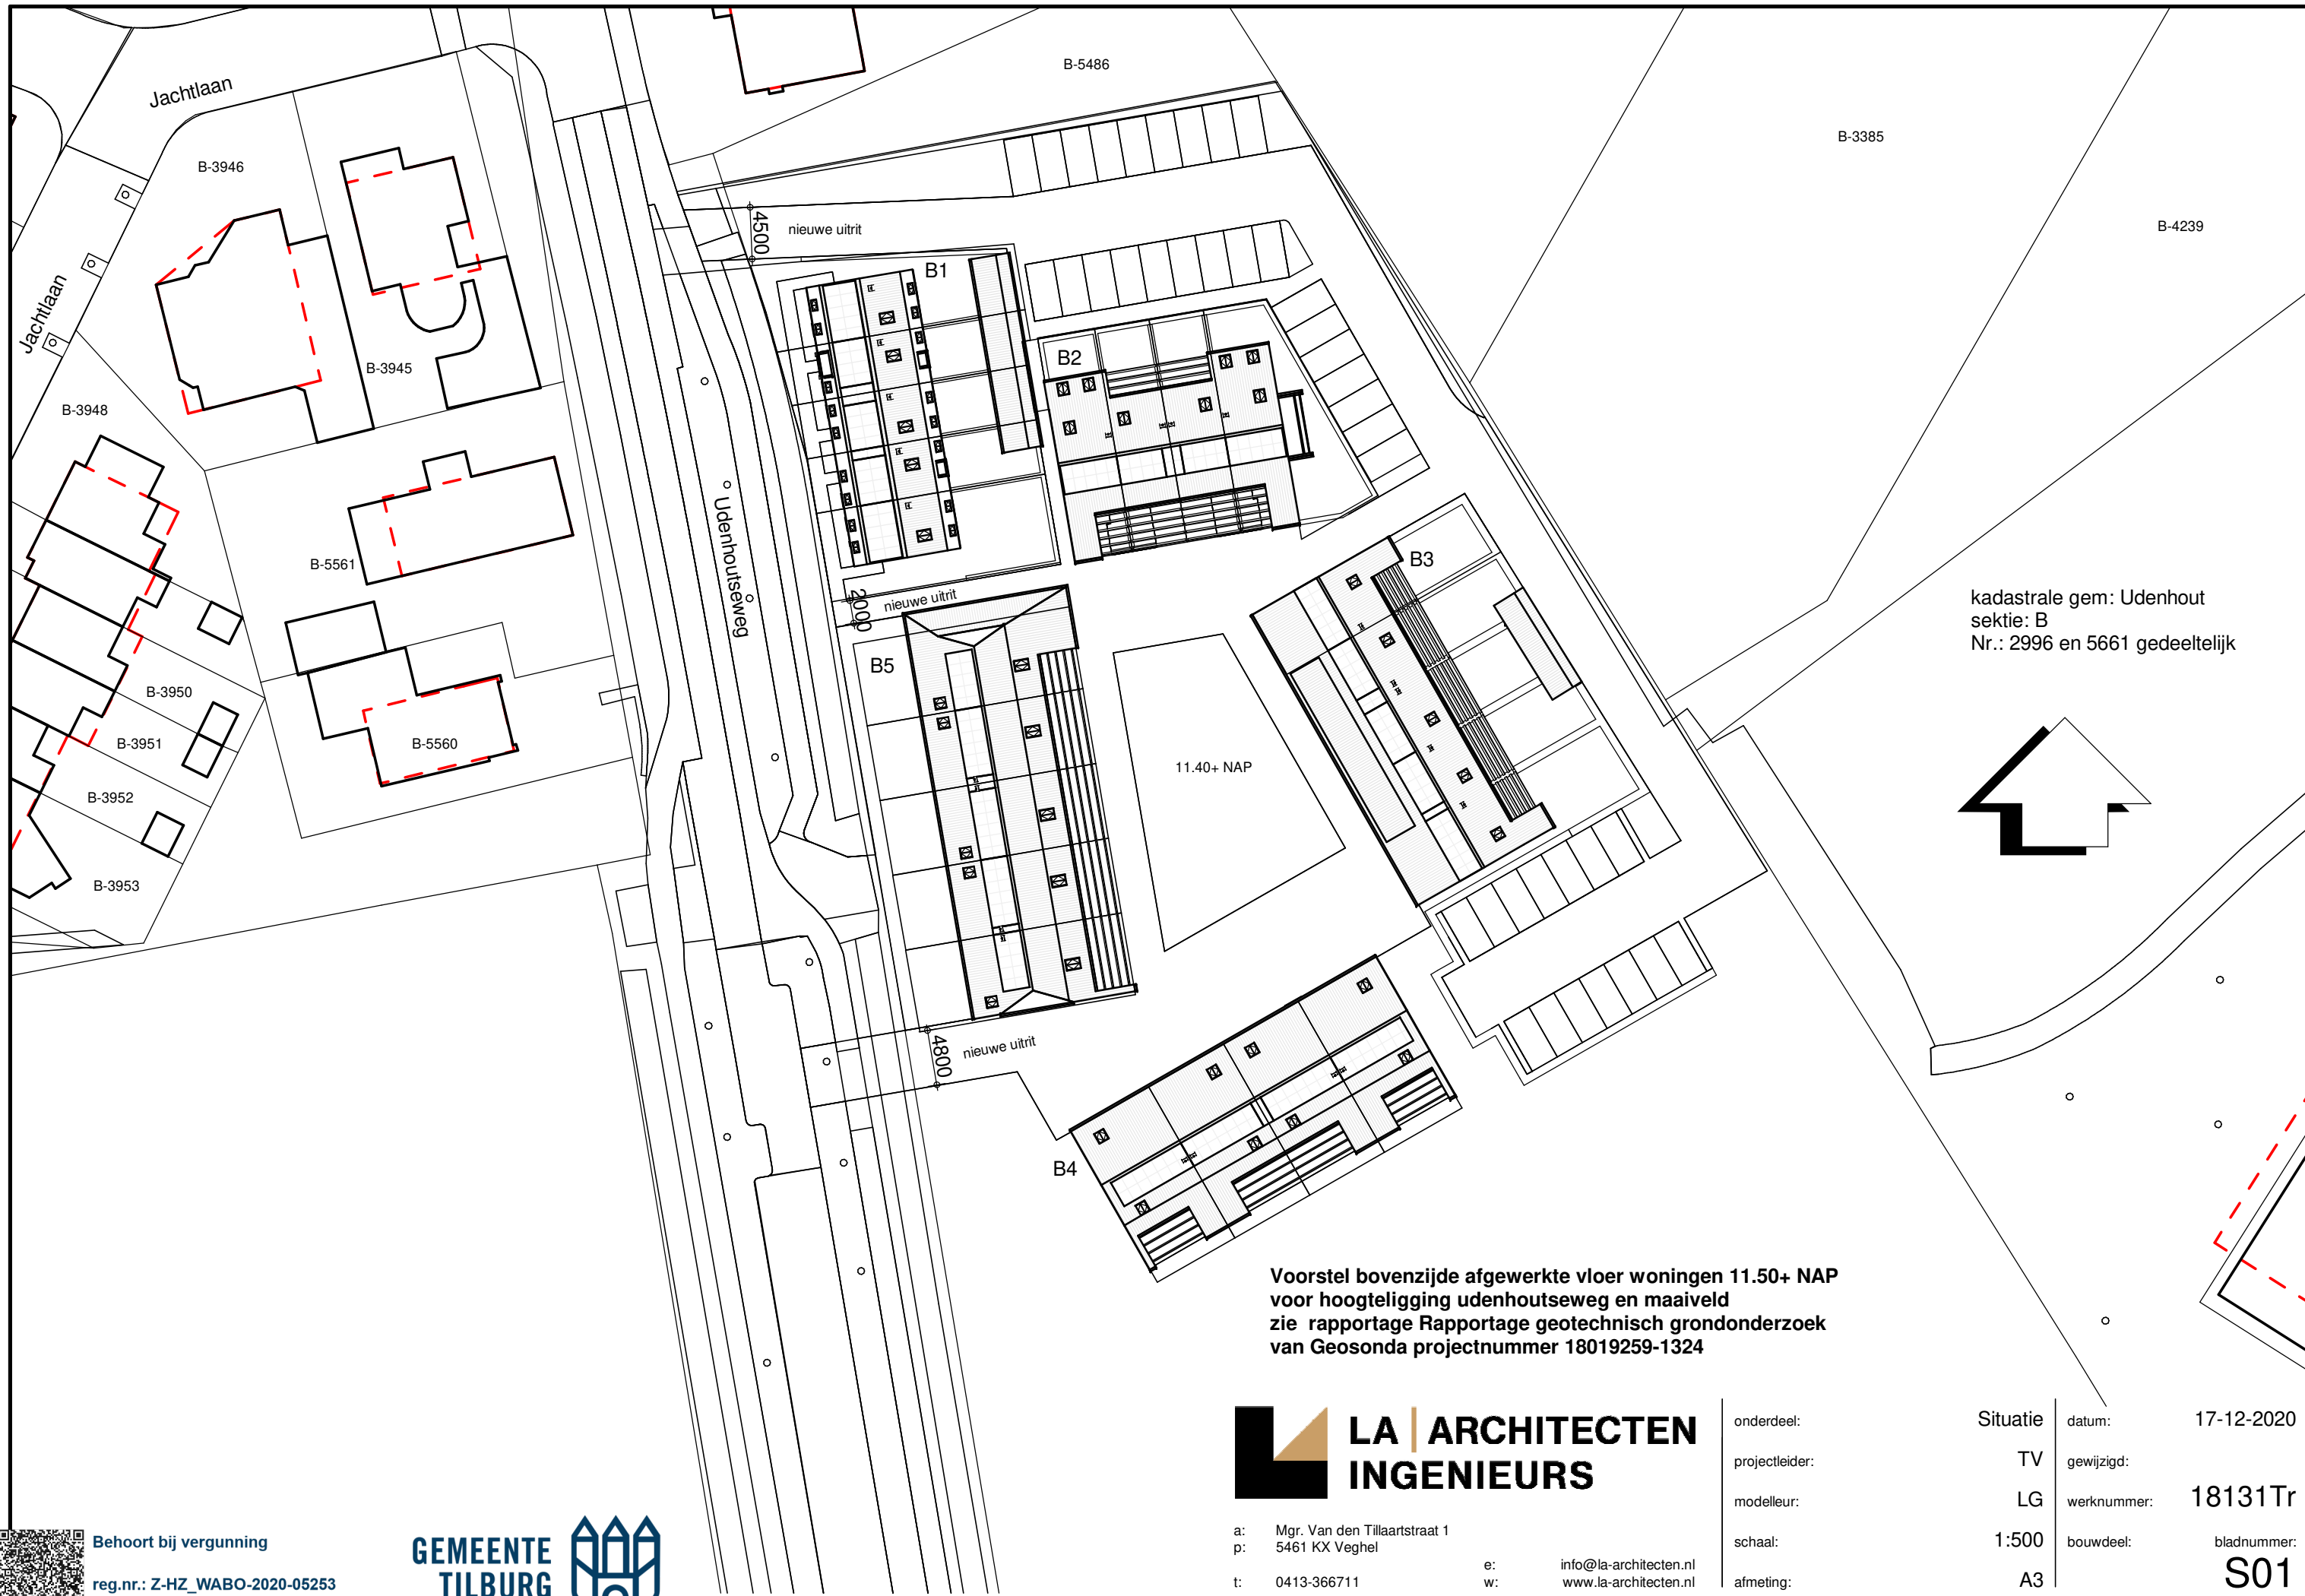 Jachtlaan
B-5486
B-3385
B-3946
B-4239
4500
nieuwe uitrit
B1
Jachtlaan
B-3945
B2
B-3948
Udenhoutseweg
B-5561
B3
2000
nieuwe uitrit
kadastrale gem: Udenhout
sektie: B
Nr.: 2996 en 5661 gedeeltelijk
B5
B-3950
B-3951
B-5560
11.40+ NAP
B-3952
B-3953
4800
nieuwe uitrit
B4
Voorstel bovenzijde afgewerkte vloer woningen 11.50+ NAP
voor hoogteligging udenhoutseweg en maaiveld
zie rapportage Rapportage geotechnisch grondonderzoek
van Geosonda projectnummer 18019259-1324
LA | ARCHITECTEN
INGENIEURS
a: Mgr. Van den Tillaartstraat 1
p: 5461 KX Veghel
e: info@la-architecten.nl
t: 0413-366711
w: www.la-architecten.nl
onderdeel: Situatie
projectleider: TV
modelleur: LG
schaal: 1:500
afmeting: A3
datum: 17-12-2020
gewijzigd:
werknummer: 18131Tr
bouwdeel:
bladnummer:
S01
Behoort bij vergunning
reg.nr.: Z-HZ_WABO-2020-05253
GEMEENTE
TILBURG